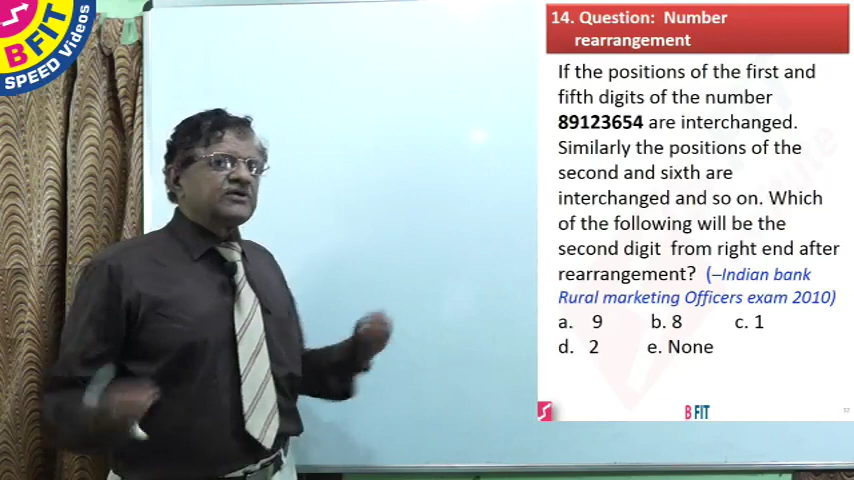 BFIT
SPEED Videos
14. Question: Number
rearrangement
If the positions of the first and
fifth digits of the number
89123654 are interchanged.
Similarly the positions of the
second and sixth are
interchanged and so on. Which
of the following will be the
second digit from right end after
rearrangement? (–Indian bank
Rural marketing Officers exam 2010)
a. 9 b. 8 c. 1
d. 2 e. None
BFIT